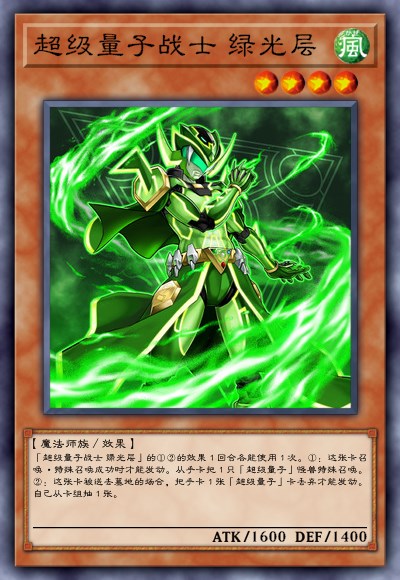 超级量子战士 绿光层
風
【魔法师族／效果】
「超级量子战士 绿光层」的①②的效果1回合各能使用1次。①：这张卡召
唤·特殊召唤成功时才能发动。从手卡把1只「超级量子」怪兽特殊召唤。
②：这张卡被送去墓地的场合，把手卡1张「超级量子」卡丢弃才能发动。
自己从卡组抽1张。
ATK/1600 DEF/1400